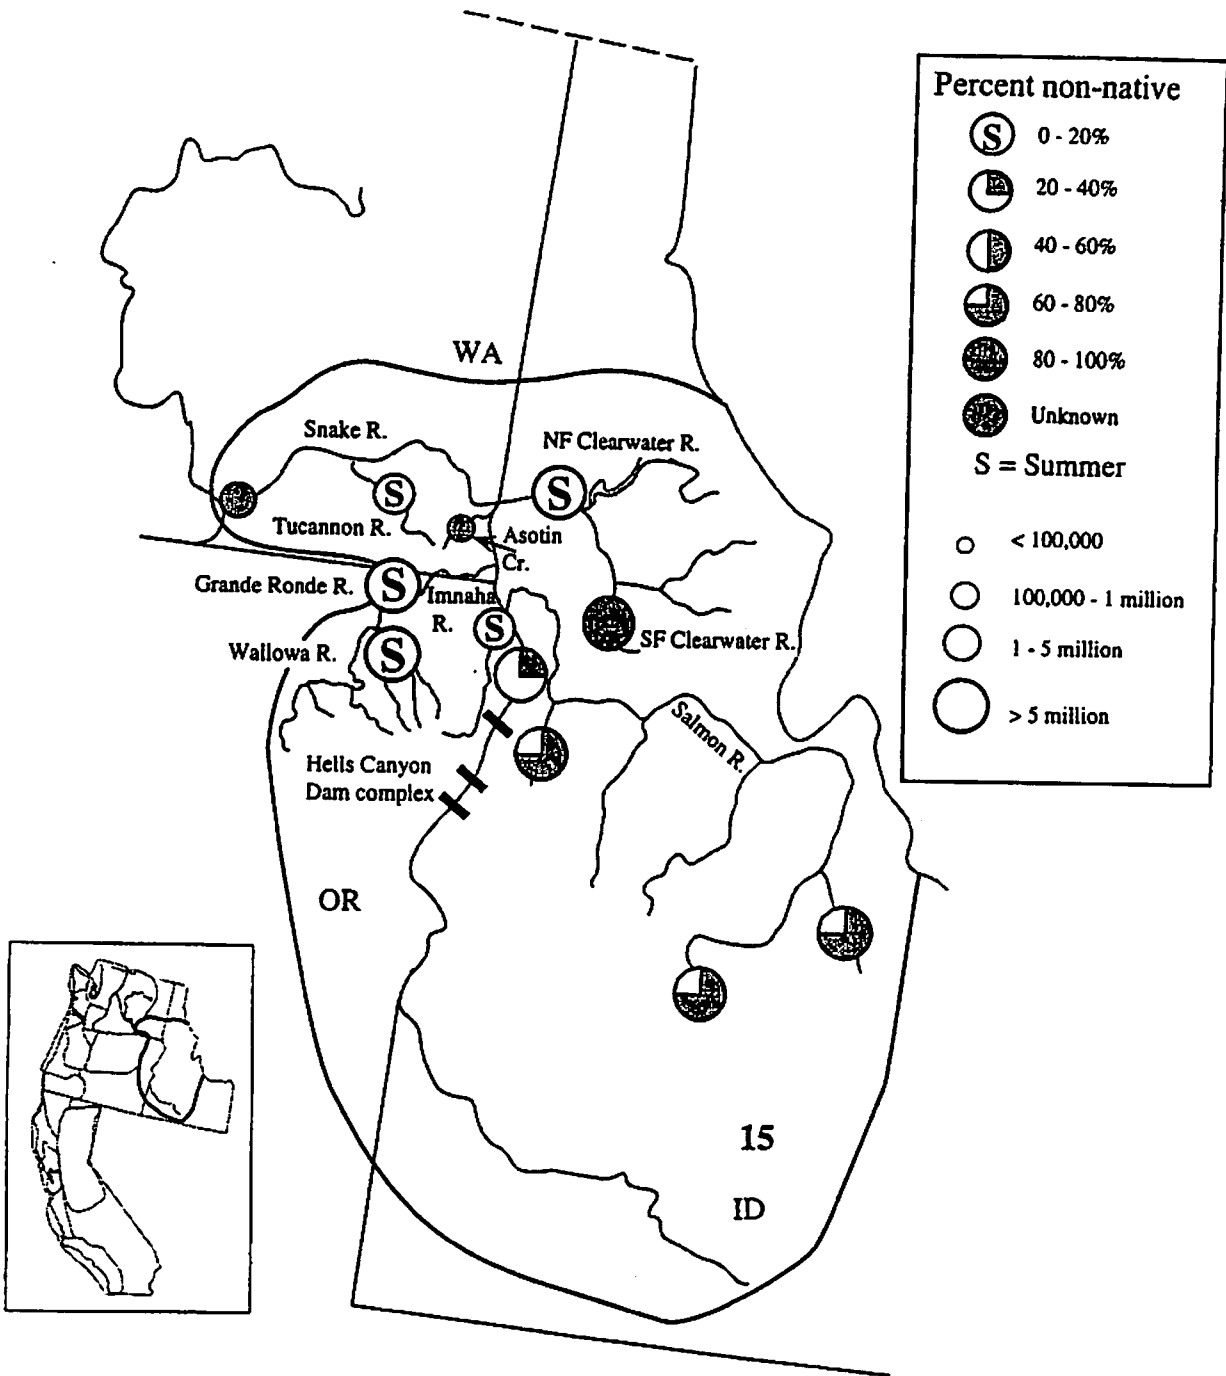 Percent non-native
S 0 - 20%
20 - 40%
40 - 60%
60 - 80%
80 - 100%
Unknown
S = Summer
< 100,000
100,000 - 1 million
1 - 5 million
> 5 million
WA
Snake R.
NF Clearwater R.
S
S
Tucannon R.
Asotin
Cr.
Grande Ronde R.
S
Imnaha
R.
S
SF Clearwater R.
Wallowa R.
S
Salmon R.
Hells Canyon
Dam complex
OR
15
ID